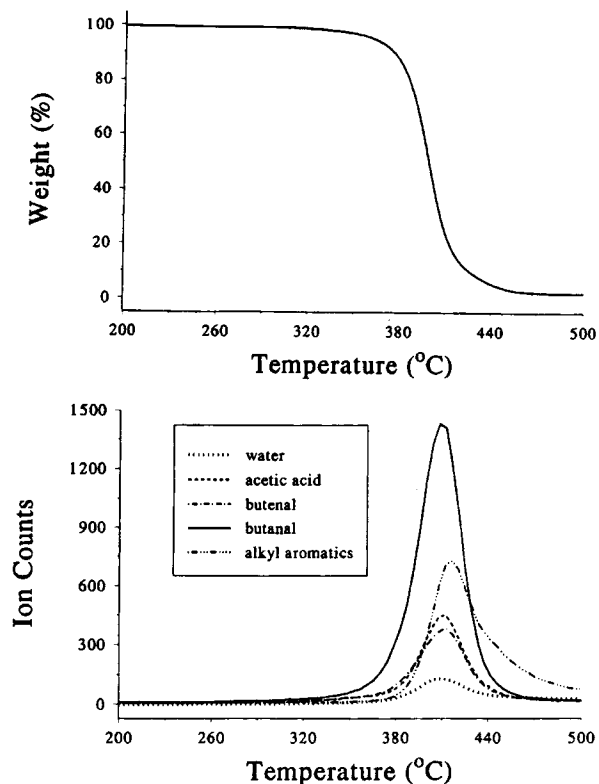 100
80
60
40
20
0
Weight (%)
200 260 320 380 440 500
Temperature (°C)
1500
1200
900
600
300
0
Ion Counts
water
acetic acid
butenal
butanal
alkyl aromatics
200 260 320 380 440 500
Temperature (°C)